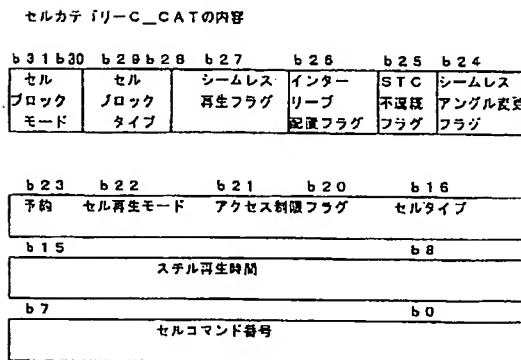 セルカテゴリーC_CATの内容
b31b30 b29b28 b27 b26 b25 b24
セル セル シームレス インター STC シームレス
ブロック ブロック 再生フラグ リーブ 不連続 アングル変更
モード タイプ 配置フラグ フラグ フラグ
b23 b22 b21 b20 b16
予約 セル再生モード アクセス制限フラグ セルタイプ
b15 b8
スチル再生時間
b7 b0
セルコマンド番号